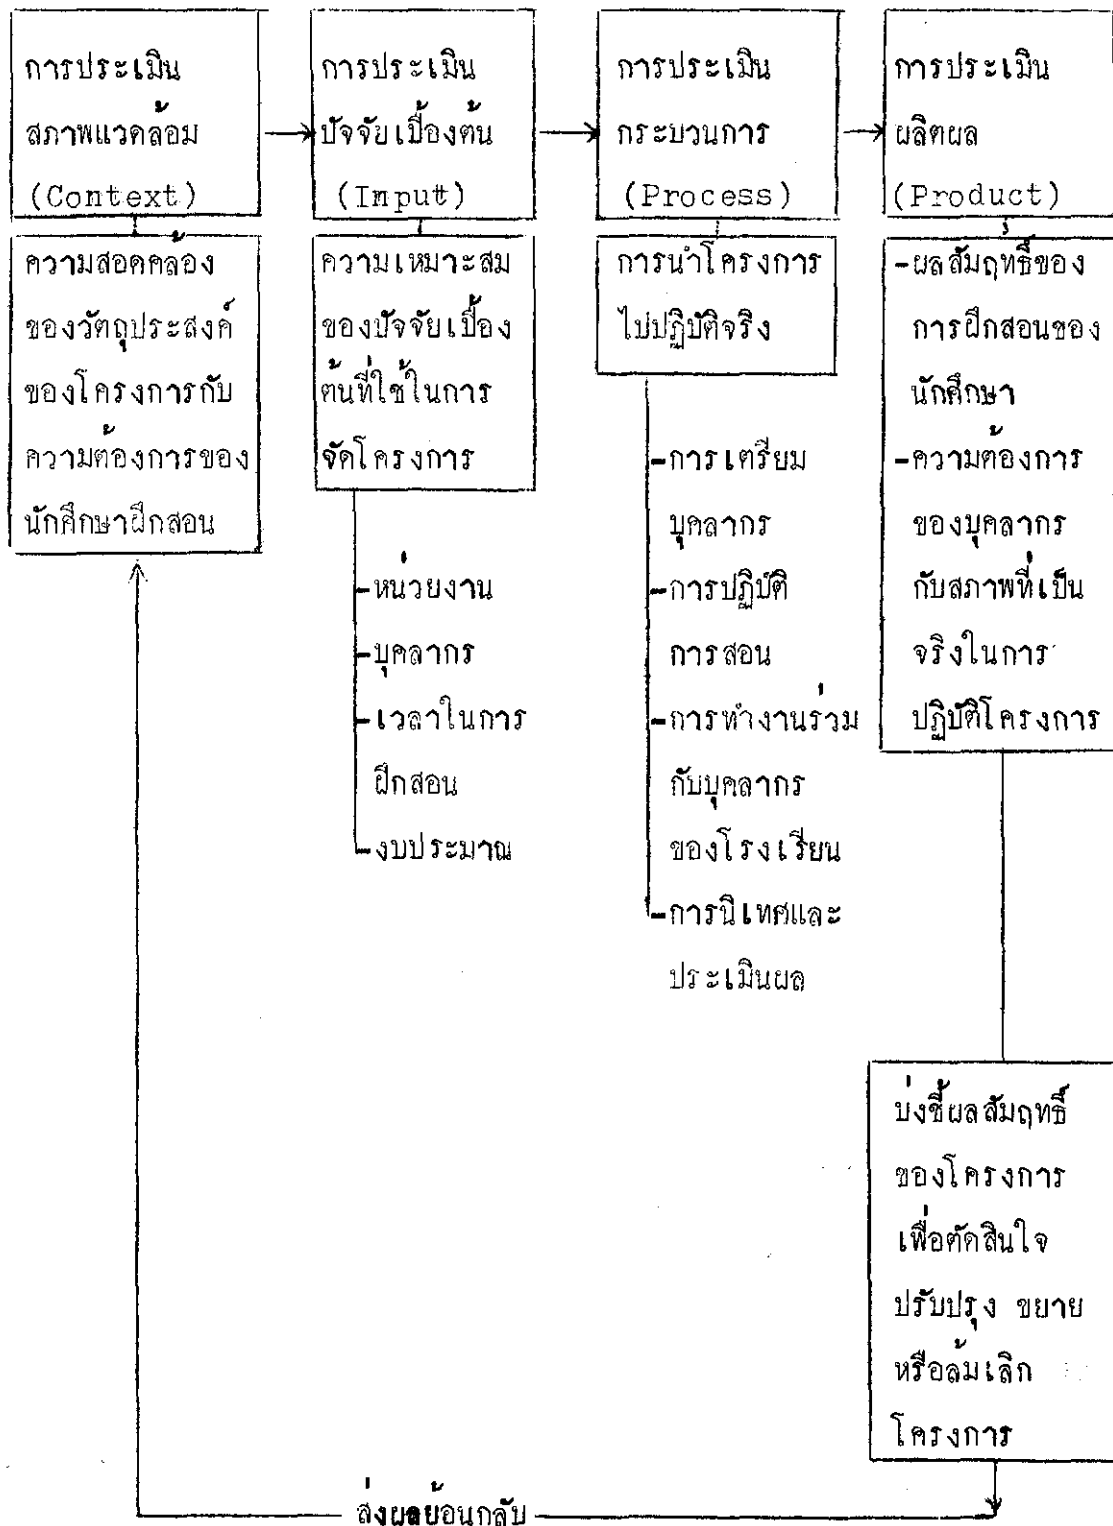 การประเมิน
สภาพแวดล้อม
(Context)
ความสอดคล้อง
ของวัตถุประสงค์
ของโครงการกับ
ความต้องการของ
นักศึกษาฝึกสอน
การประเมิน
ปัจจัยเบื้องต้น
(Input)
ความเหมาะสม
ของปัจจัยเบื้อง
ต้นที่ใช้ในการ
จัดโครงการ
-หน่วยงาน
-บุคลากร
-เวลาในการ
ฝึกสอน
-งบประมาณ
การประเมิน
กระบวนการ
(Process)
การนำโครงการ
ไปปฏิบัติจริง
-การเตรียม
บุคลากร
-การปฏิบัติ
การสอน
-การทำงานร่วม
กับบุคลากร
ของโรงเรียน
-การนิเทศและ
ประเมินผล
การประเมิน
ผลิตผล
(Product)
-ผลสัมฤทธิ์ของ
การฝึกสอนของ
นักศึกษา
-ความต้องการ
ของบุคลากร
กับสภาพที่เป็น
จริงในการ
ปฏิบัติโครงการ
บ่งชี้ผลสัมฤทธิ์
ของโครงการ
เพื่อตัดสินใจ
ปรับปรุง ขยาย
หรือล้มเลิก
โครงการ
ส่งผลย้อนกลับ